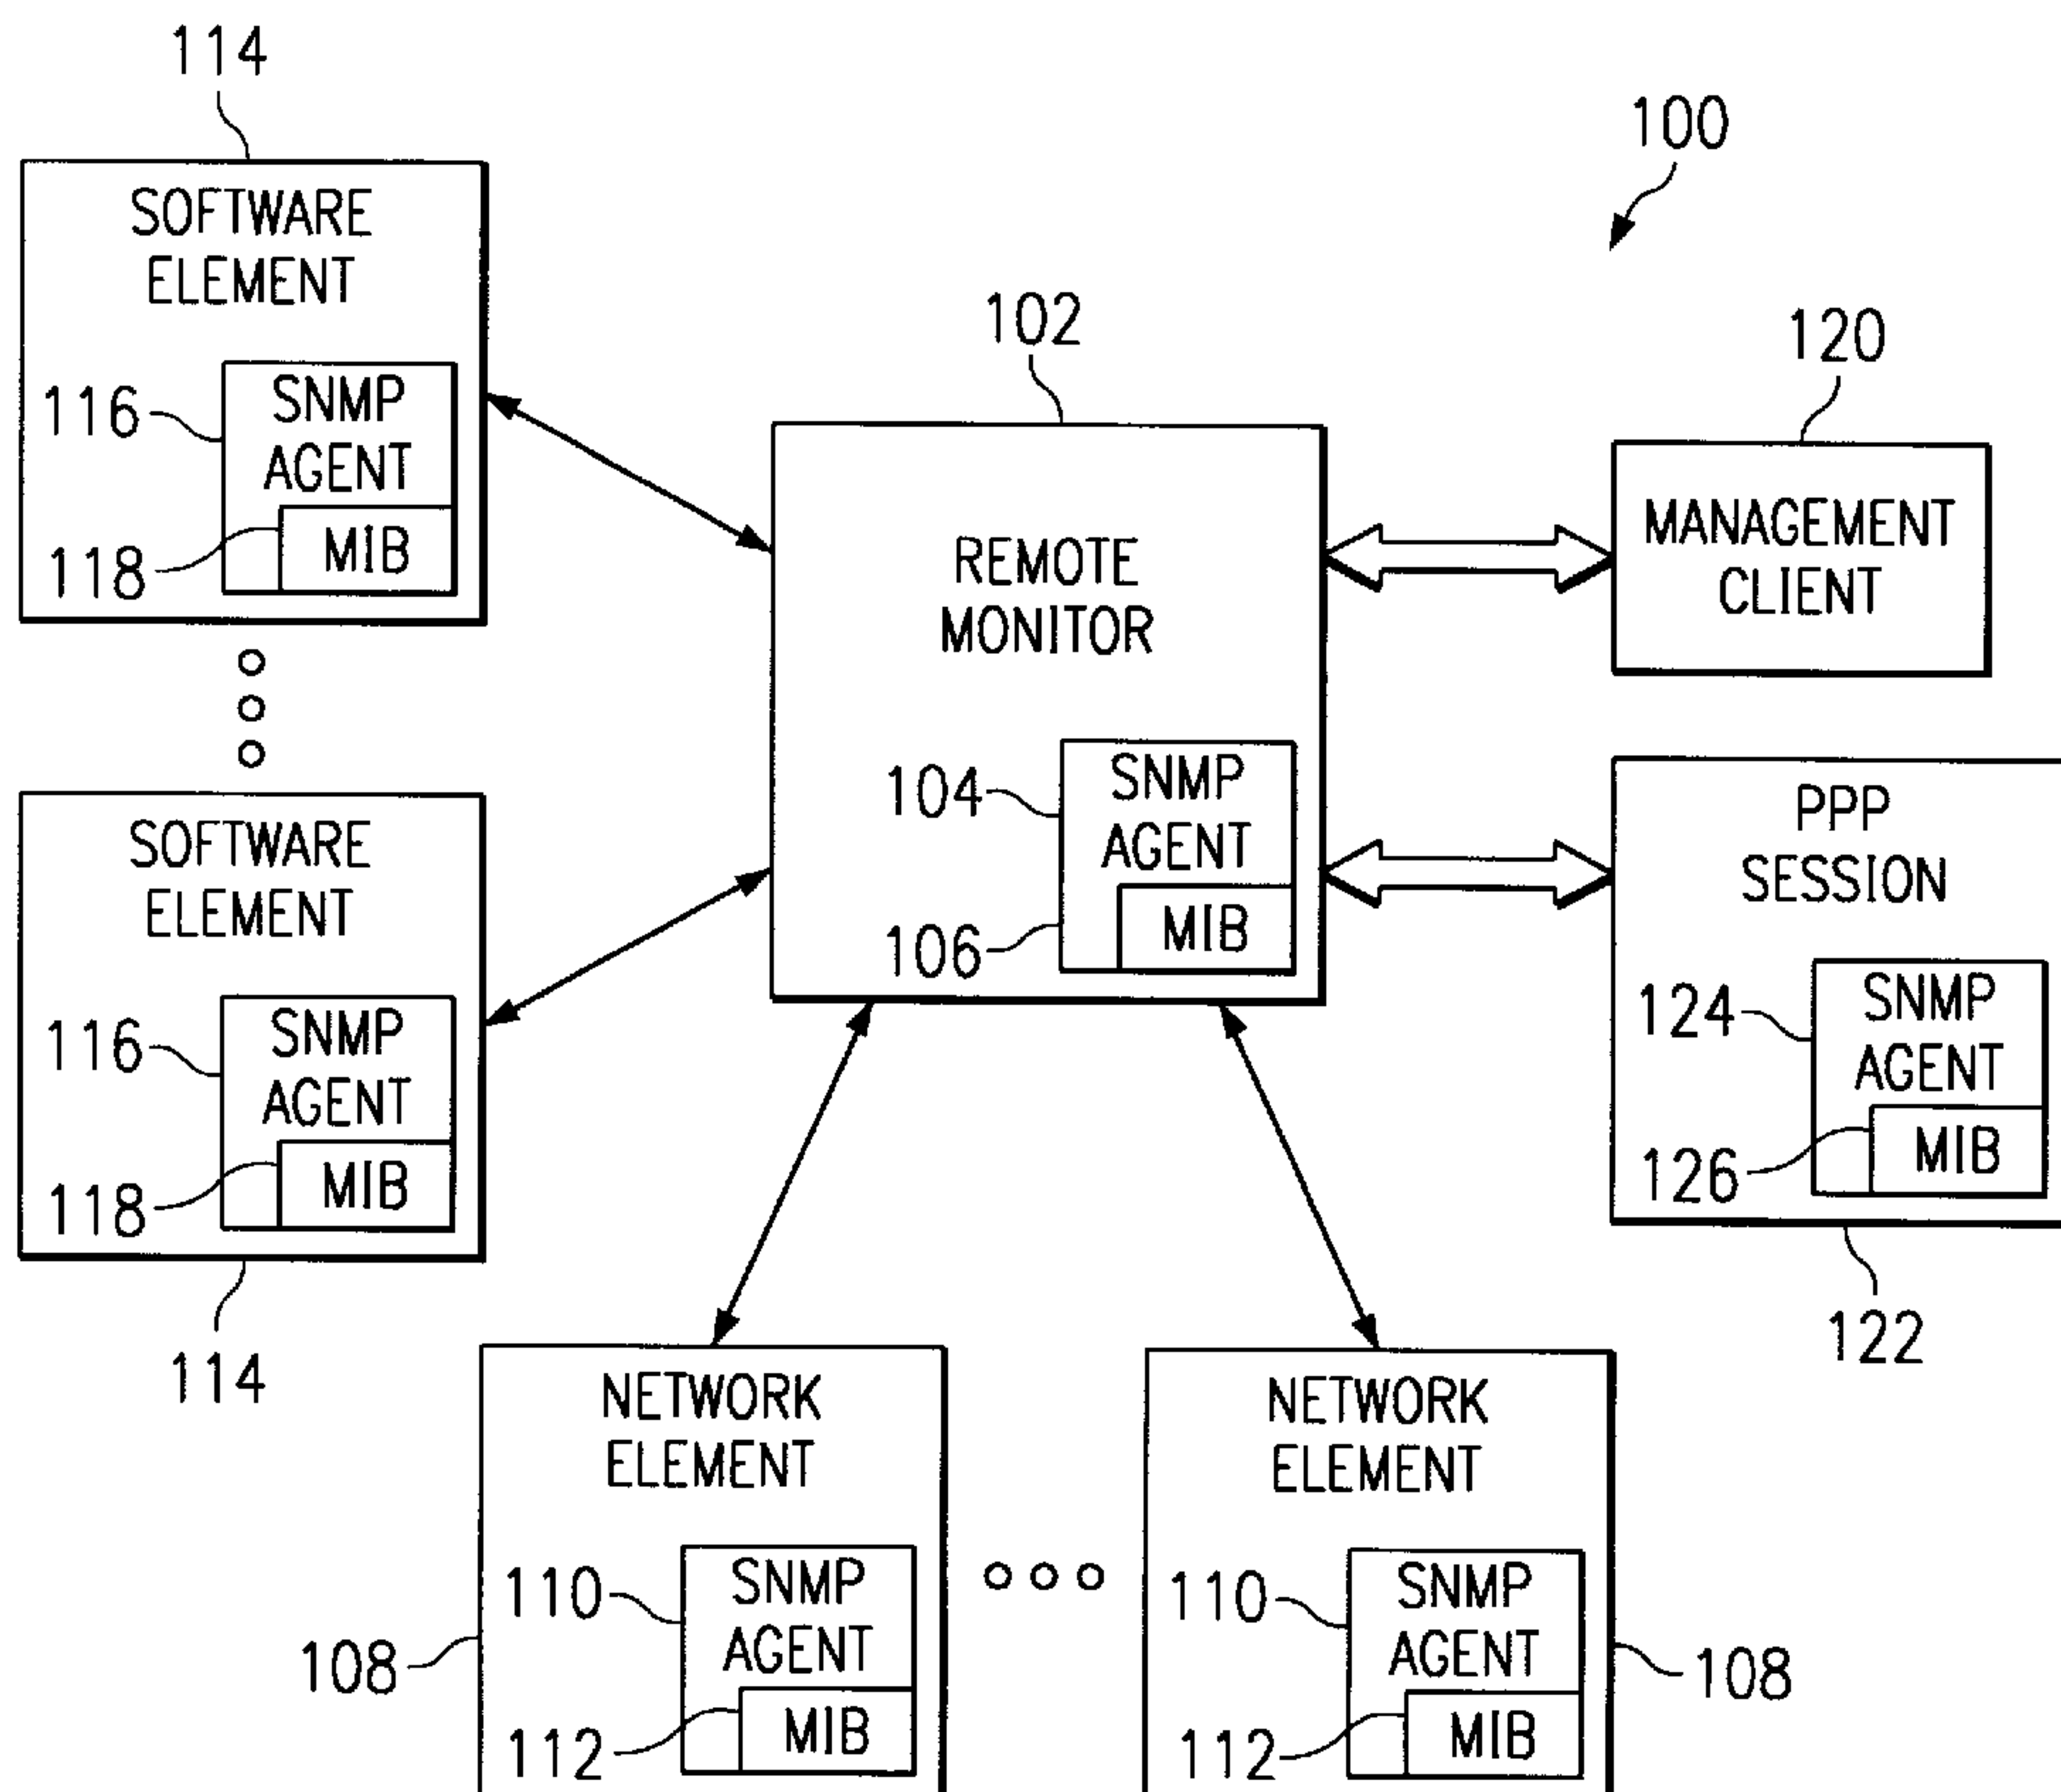 114
SOFTWARE
ELEMENT
116
SNMP
AGENT
118
MIB
100
102
REMOTE
MONITOR
104
SNMP
AGENT
106
MIB
120
MANAGEMENT
CLIENT
PPP
SESSION
124
SNMP
AGENT
126
MIB
122
SOFTWARE
ELEMENT
116
SNMP
AGENT
118
MIB
114
NETWORK
ELEMENT
110
SNMP
AGENT
108
112
MIB
NETWORK
ELEMENT
110
SNMP
AGENT
108
112
MIB